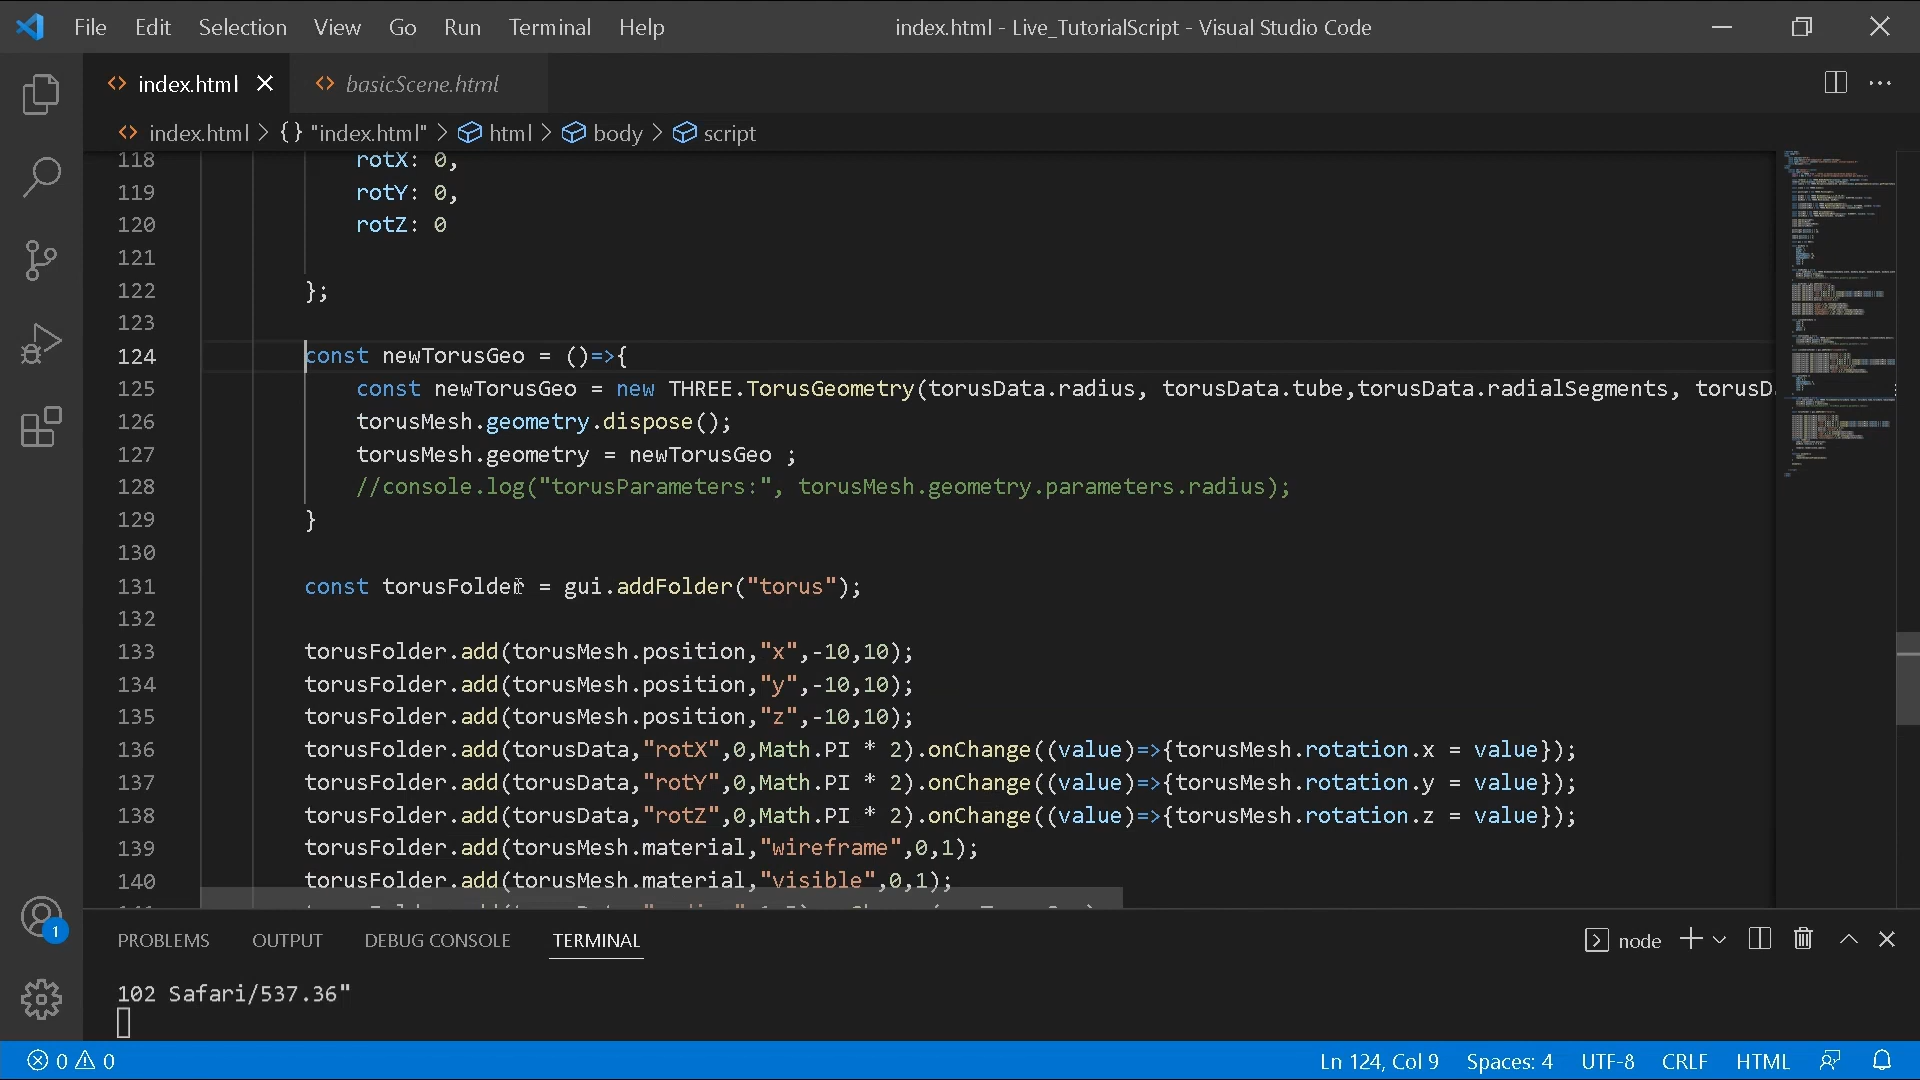 File Edit Selection View Go Run Terminal Help index.html - Live_TutorialScript - Visual Studio Code
index.html basicScene.html
index.html > {} "index.html" > html > body > script
118 rotX: 0,
119 rotY: 0,
120 rotZ: 0
121
122 };
123
124 const newTorusGeo = ()=>{
125 const newTorusGeo = new THREE.TorusGeometry(torusData.radius, torusData.tube,torusData.radialSegments, torusD
126 torusMesh.geometry.dispose();
127 torusMesh.geometry = newTorusGeo ;
128 //console.log("torusParameters:", torusMesh.geometry.parameters.radius);
129 }
130
131 const torusFolder = gui.addFolder("torus");
132
133 torusFolder.add(torusMesh.position,"x",-10,10);
134 torusFolder.add(torusMesh.position,"y",-10,10);
135 torusFolder.add(torusMesh.position,"z",-10,10);
136 torusFolder.add(torusData,"rotX",0,Math.PI * 2).onChange((value)=>{torusMesh.rotation.x = value});
137 torusFolder.add(torusData,"rotY",0,Math.PI * 2).onChange((value)=>{torusMesh.rotation.y = value});
138 torusFolder.add(torusData,"rotZ",0,Math.PI * 2).onChange((value)=>{torusMesh.rotation.z = value});
139 torusFolder.add(torusMesh.material,"wireframe",0,1);
140 torusFolder.add(torusMesh.material,"visible",0,1);
PROBLEMS OUTPUT DEBUG CONSOLE TERMINAL node
1
102 Safari/537.36"
0 0 Ln 124, Col 9 Spaces: 4 UTF-8 CRLF HTML